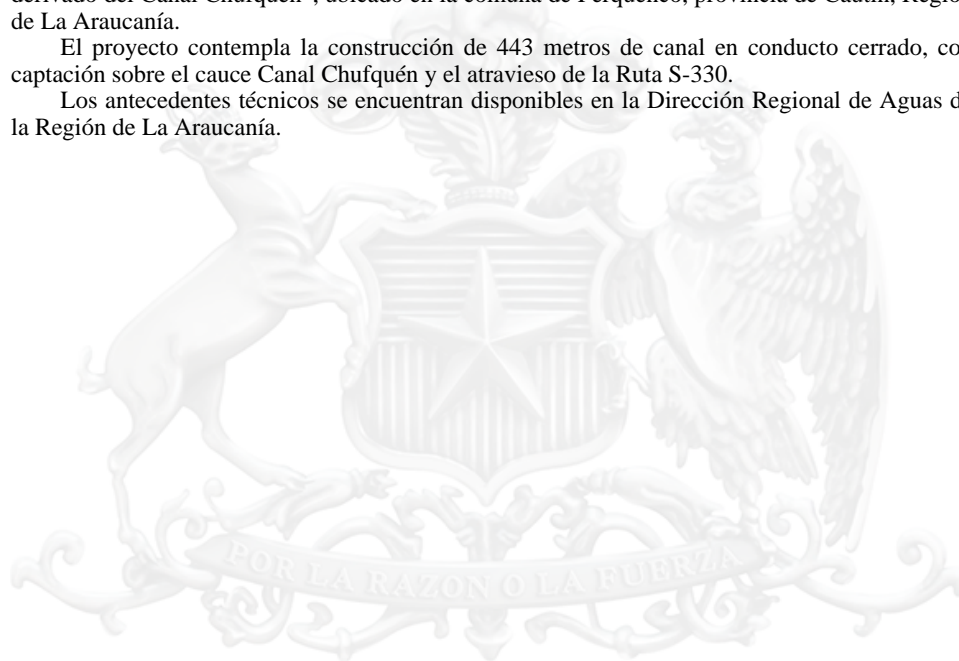 de La Araucanía.
El proyecto contempla la construcción de 443 metros de canal en conducto cerrado,
captación sobre el cauce Canal Chufquén y el atravieso de la Ruta S-330.
Los antecedentes técnicos se encuentran disponibles en la Dirección Regional de Aguas
la Región de La Araucanía.
POR LA RAZON O LA FUERZA